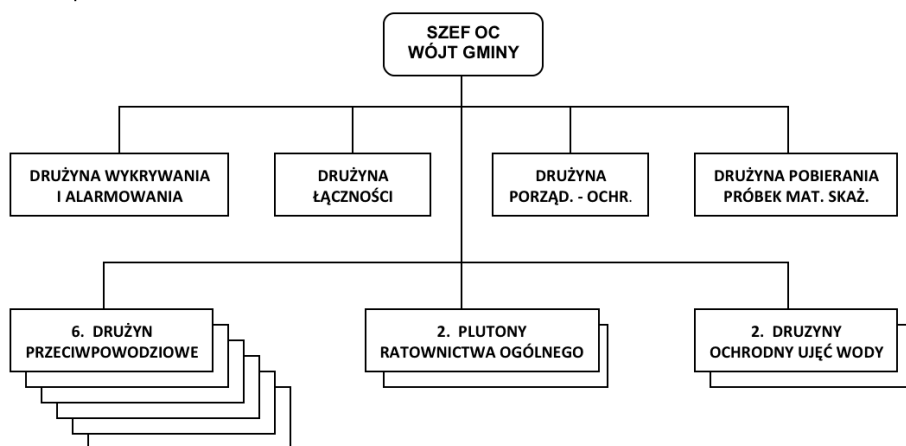 SZEF OC
WÓJT GMINY
DRUŻYNA WYKRYWANIA
I ALARMOWANIA
DRUŻYNA
ŁĄCZNOŚCI
DRUŻYNA
PORZĄD. - OCHR.
DRUŻYNA POBIERANIA
PRÓBEK MAT. SKAŻ.
6. DRUŻYN
PRZECIWPOWODZIOWE
2. PLUTONY
RATOWNICTWA OGÓLNEGO
2. DRUZYNY
OCHRODNY UJĘĆ WODY